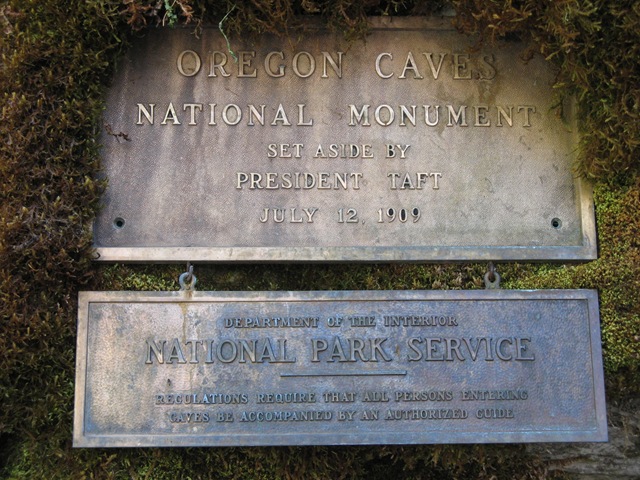 OREGON CAVES
NATIONAL MONUMENT
SET ASIDE BY
PRESIDENT TAFT
JULY 12, 1909
DEPARTMENT OF THE INTERIOR
NATIONAL PARK SERVICE
REGULATIONS REQUIRE THAT ALL PERSONS ENTERING
CAVES BE ACCOMPANIED BY AN AUTHORIZED GUIDE